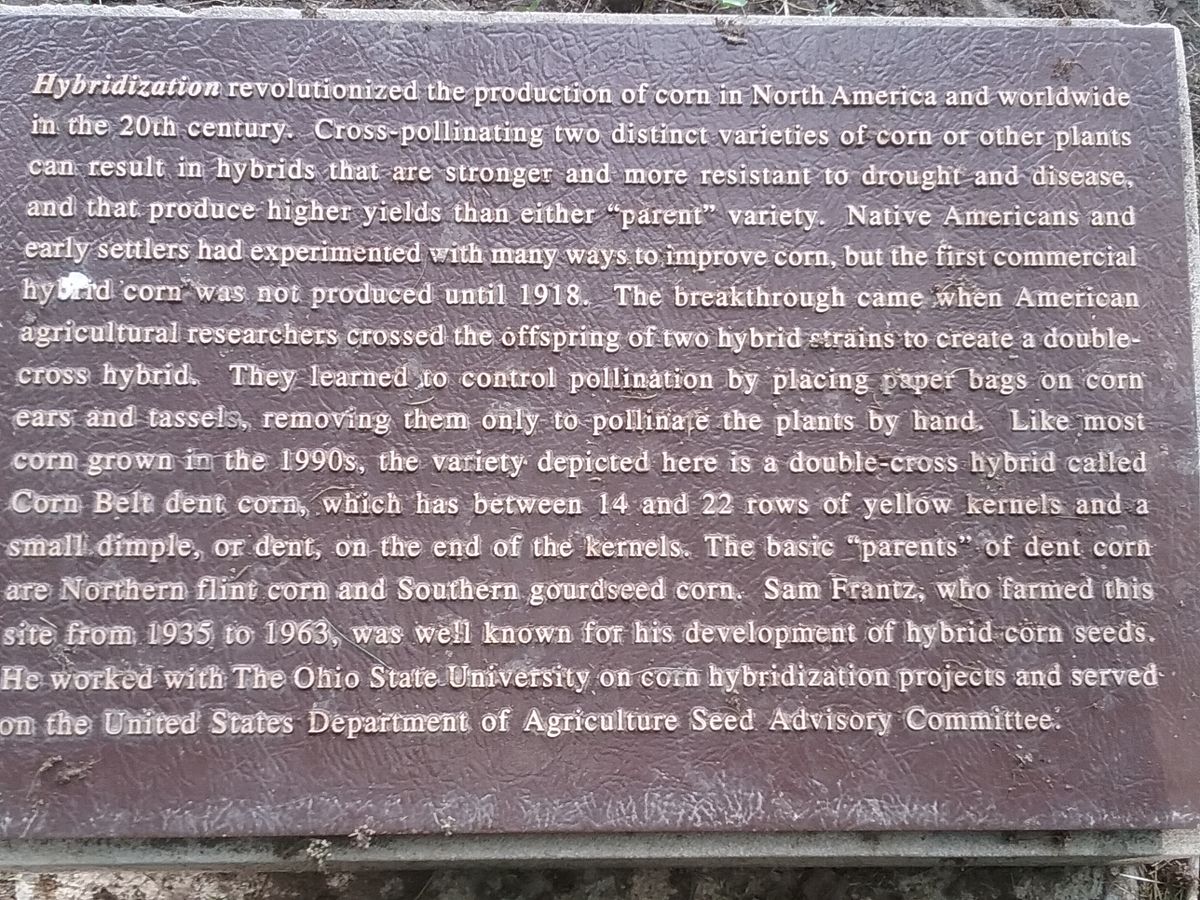 Hybridization revolutionized the production of corn in North America and worldwide
in the 20th century. Cross-pollinating two distinct varieties of corn or other plants
can result in hybrids that are stronger and more resistant to drought and disease,
and that produce higher yields than either “parent” variety. Native Americans and
early settlers had experimented with many ways to improve corn, but the first commercial
hybrid corn was not produced until 1918. The breakthrough came when American
agricultural researchers crossed the offspring of two hybrid strains to create a double-
cross hybrid. They learned to control pollination by placing paper bags on corn
ears and tassels, removing them only to pollinate the plants by hand. Like most
corn grown in the 1990s, the variety depicted here is a double-cross hybrid called
Corn Belt dent corn, which has between 14 and 22 rows of yellow kernels and a
small dimple, or dent, on the end of the kernels. The basic “parents” of dent corn
are Northern flint corn and Southern gourdseed corn. Sam Frantz, who farmed this
site from 1935 to 1963, was well known for his development of hybrid corn seeds.
He worked with The Ohio State University on corn hybridization projects and served
on the United States Department of Agriculture Seed Advisory Committee.